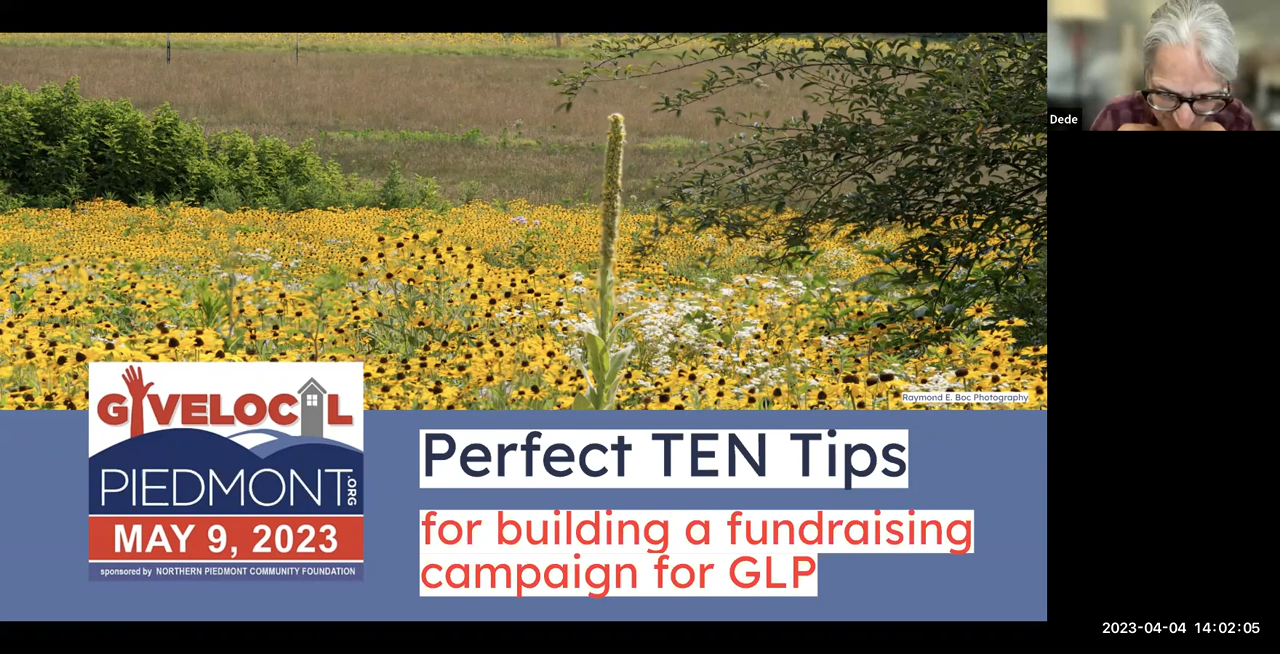 Dede
Raymond E. Boc Photography
GIVELOCAL
PIEDMONT.ORG
MAY 9, 2023
sponsored by NORTHERN PIEDMONT COMMUNITY FOUNDATION
Perfect TEN Tips
for building a fundraising
campaign for GLP
2023-04-04 14:02:05